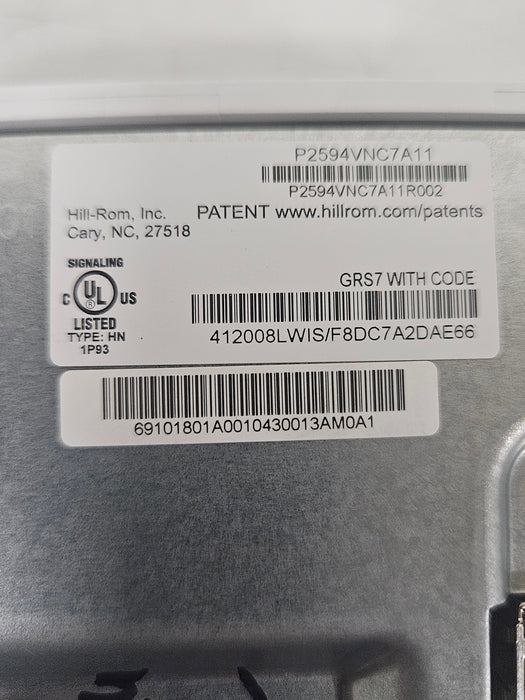 P2594VNC7A11
P2594VNC7A11R002
Hill-Rom, Inc. PATENT www.hillrom.com/patents
Cary, NC, 27518
SIGNALING
C UL ® US
LISTED
TYPE: HN
1P93
GRS7 WITH CODE
412008LWIS/F8DC7A2DAE66
69101801A0010430013AM0A1